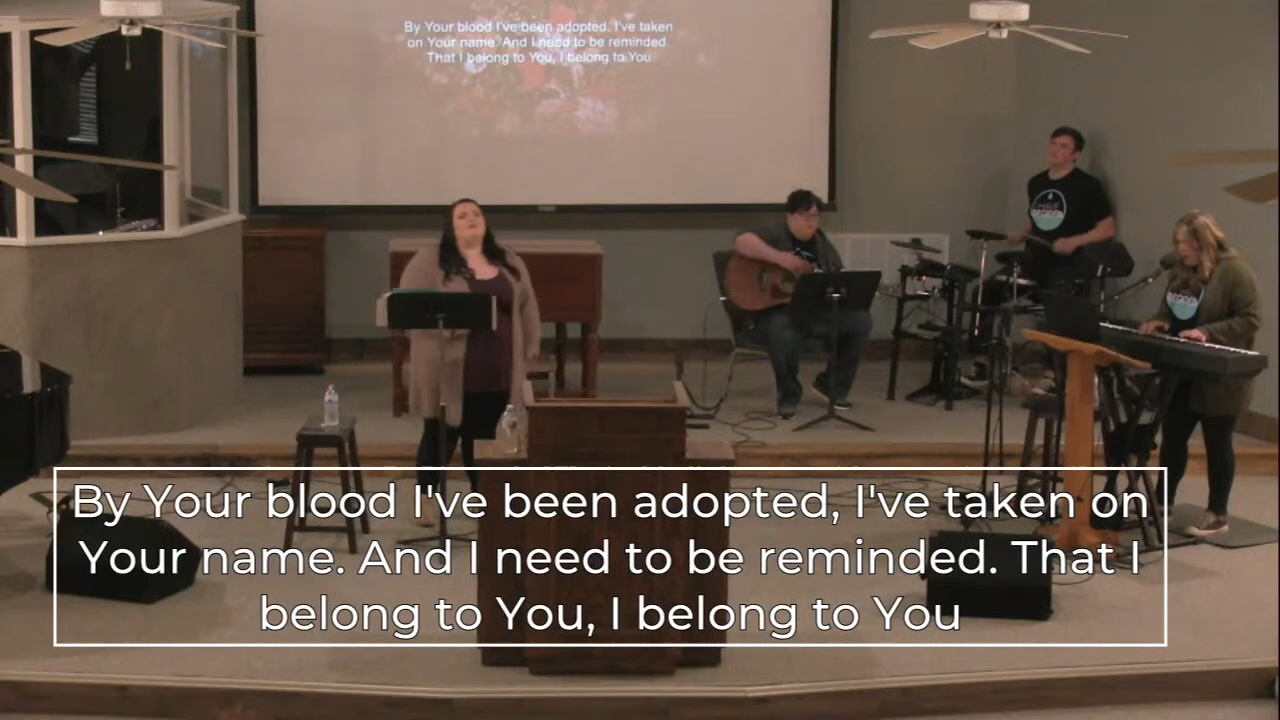 By Your blood I've been adopted, I've taken
on Your name. And I need to be reminded.
That I belong to You, I belong to You
By Your blood I've been adopted, I've taken on
Your name. And I need to be reminded. That I
belong to You, I belong to You